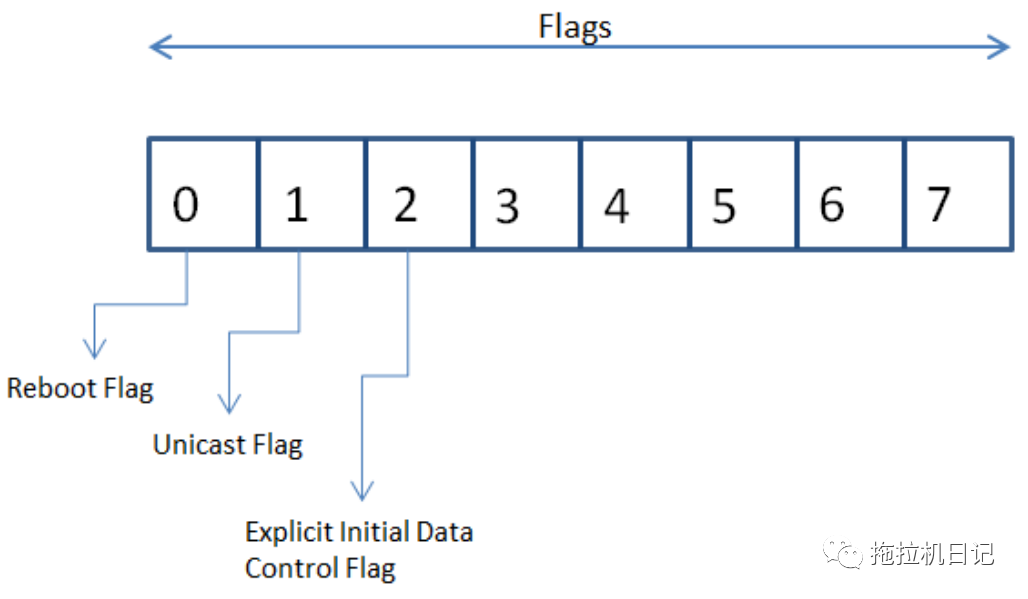 Flags
0 1 2 3 4 5 6 7
Reboot Flag
Unicast Flag
Explicit Initial Data
Control Flag
拖拉机日记